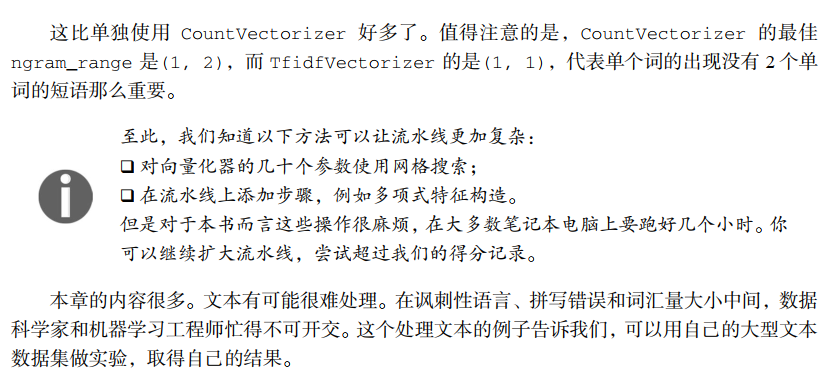 这比单独使用 CountVectorizer 好多了。值得注意的是，CountVectorizer 的最佳
ngram_range 是(1, 2)，而 TfidfVectorizer 的是(1, 1)，代表单个词的出现没有 2 个单
词的短语那么重要。
至此，我们知道以下方法可以让流水线更加复杂：
❑ 对向量化器的几十个参数使用网格搜索；
❑ 在流水线上添加步骤，例如多项式特征构造。
但是对于本书而言这些操作很麻烦，在大多数笔记本电脑上要跑好几个小时。你
可以继续扩大流水线，尝试超过我们的得分记录。
本章的内容很多。文本有可能很难处理。在讽刺性语言、拼写错误和词汇量大小中间，数据
科学家和机器学习工程师忙得不可开交。这个处理文本的例子告诉我们，可以用自己的大型文本
数据集做实验，取得自己的结果。